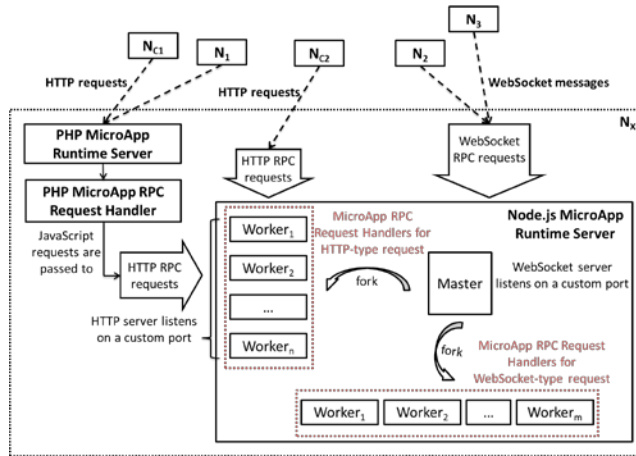 N3
NC1
N1
NC2
N2
HTTP requests
HTTP requests
WebSocket messages
Nx
PHP MicroApp
Runtime Server
PHP MicroApp RPC
Request Handler
HTTP RPC
requests
WebSocket
RPC requests
JavaScript
requests are
passed to
HTTP RPC
requests
HTTP server listens
on a custom port
Worker1
Worker2
...
Workern
MicroApp RPC
Request Handlers for
HTTP-type request
fork
Master
Node.js MicroApp
Runtime Server
WebSocket server
listens on a custom port
fork
MicroApp RPC Request
Handlers for
WebSocket-type request
Worker1
Worker2
...
Workerm